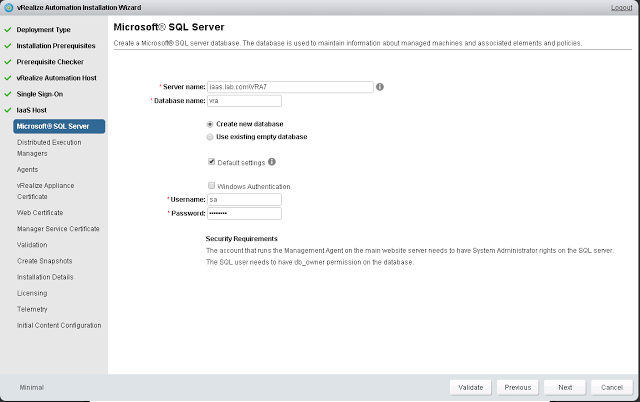 vRealize Automation Installation Wizard
Logout
Deployment Type
Installation Prerequisites
Prerequisite Checker
vRealize Automation Host
Single Sign-On
IaaS Host
Microsoft® SQL Server
Distributed Execution
Managers
Agents
vRealize Appliance
Certificate
Web Certificate
Manager Service Certificate
Validation
Create Snapshots
Installation Details
Licensing
Telemetry
Initial Content Configuration
Microsoft® SQL Server
Create a Microsoft® SQL server database. The database is used to maintain information about managed machines and associated elements and policies.
* Server name: iaas.lab.com\VRA7
* Database name: vra
Create new database
Use existing empty database
Default settings
Windows Authentication
* Username: sa
* Password: ••••••••
Security Requirements
The account that runs the Management Agent on the main website server needs to have System Administrator rights on the SQL server.
The SQL user needs to have db_owner permission on the database.
Minimal
Validate
Previous
Next
Cancel